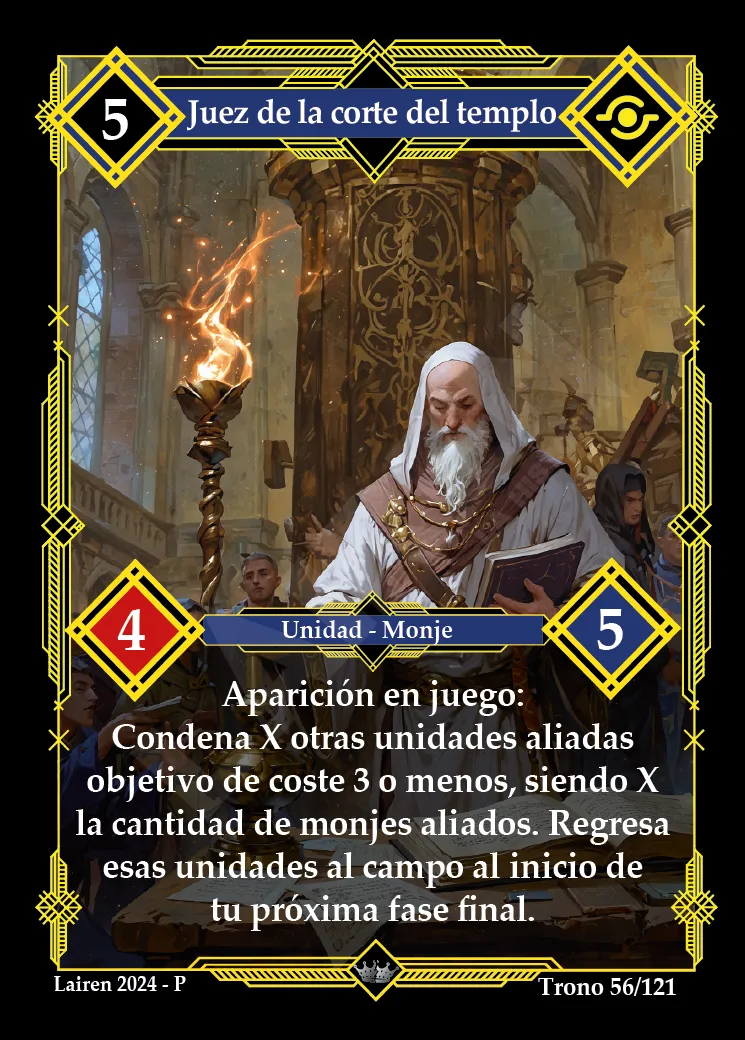 5
Juez de la corte del templo
4
Unidad - Monje
5
Aparición en juego:
Condena X otras unidades aliadas
objetivo de coste 3 o menos, siendo X
la cantidad de monjes aliados. Regresa
esas unidades al campo al inicio de
tu próxima fase final.
Lairen 2024 - P
Trono 56/121